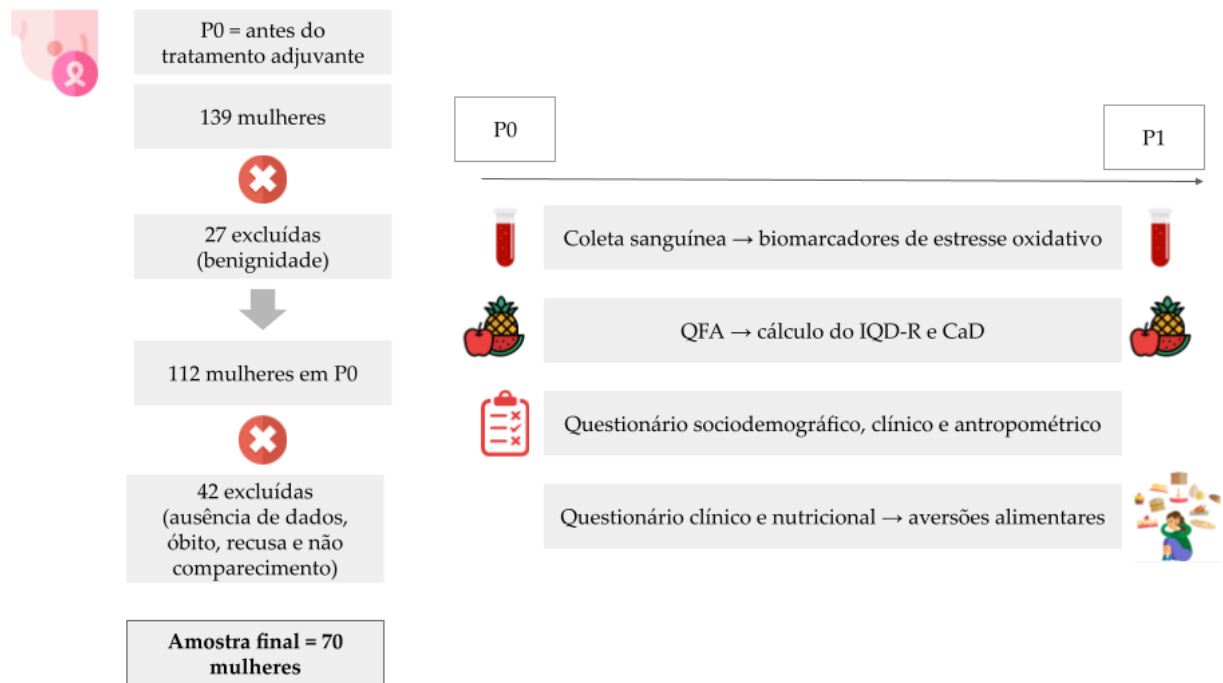 P0 = antes do
tratamento adjuvante
139 mulheres
27 excluídas
(benignidade)
112 mulheres em P0
42 excluídas
(ausência de dados,
óbito, recusa e não
comparecimento)
Amostra final = 70
mulheres
P0
P1
Coleta sanguínea → biomarcadores de estresse oxidativo
QFA → cálculo do IQD-R e CaD
Questionário sociodemográfico, clínico e antropométrico
Questionário clínico e nutricional → aversões alimentares